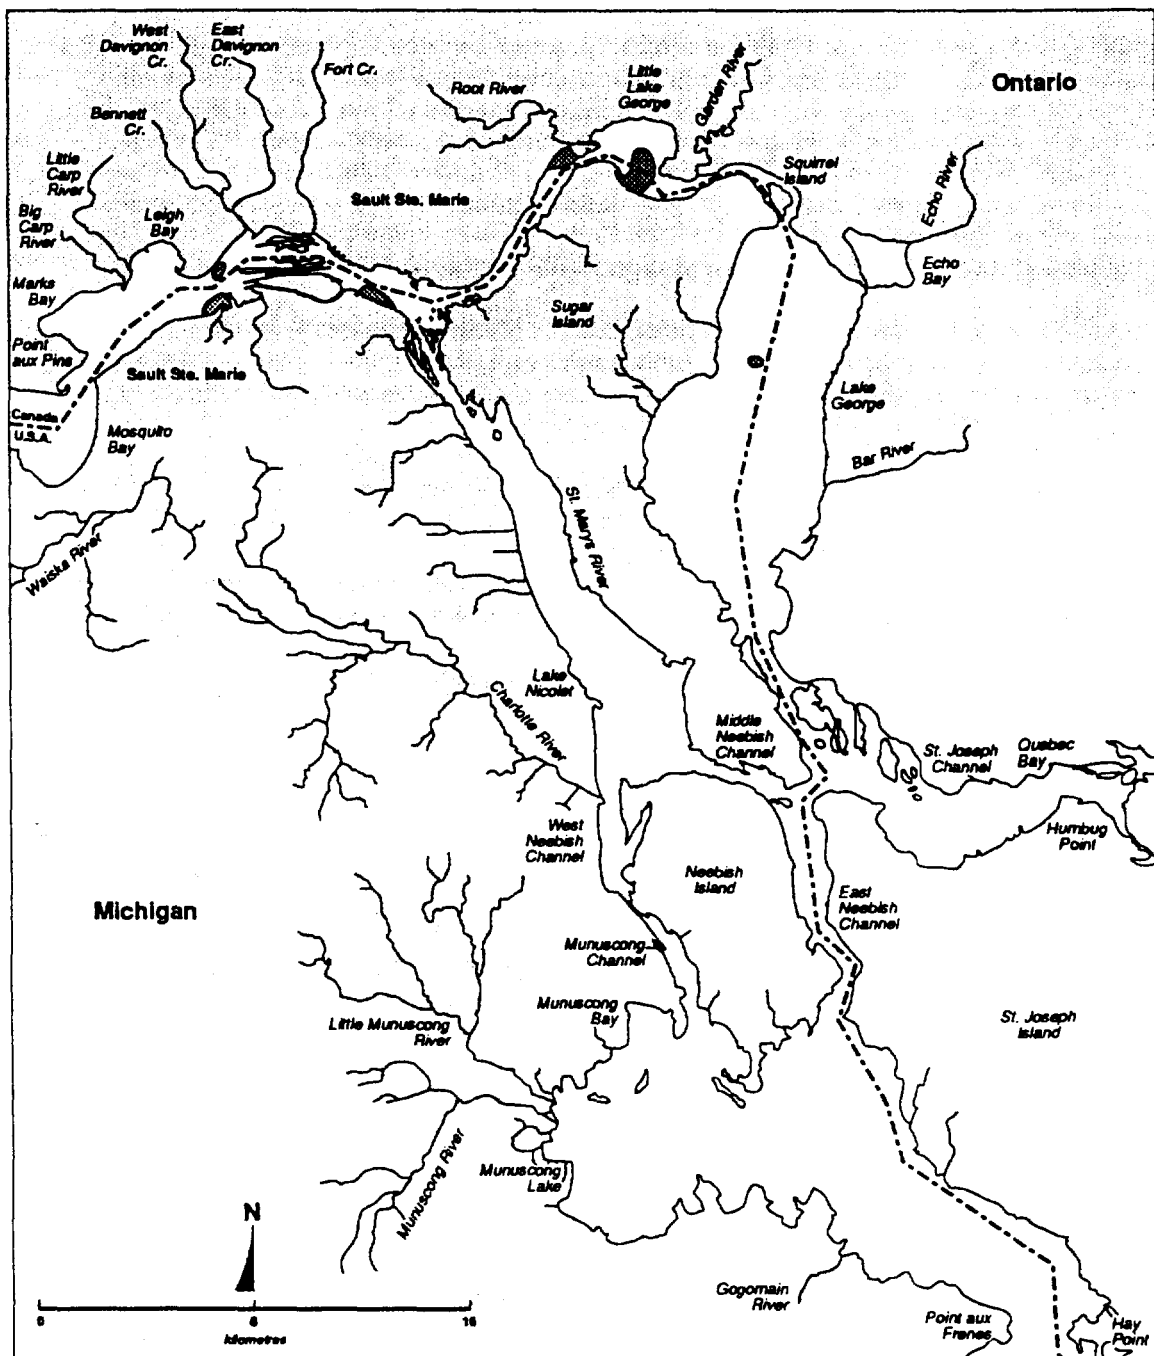 West
Davignon
Cr.
East
Davignon
Cr.
Fort Cr.
Root River
Little
Lake
George
Garden River
Ontario
Bennett
Cr.
Little
Carp
River
Big
Carp
River
Leigh
Bay
Sault Ste. Marie
Squirrel
Island
Echo River
Echo
Bay
Marks
Bay
Point
aux Pins
Sugar
Island
Sault Ste. Marie
Canada
U.S.A.
Mosquito
Bay
Lake
George
Bar River
St. Marys River
Waiska River
Lake
Nicolet
Charlotte River
Middle
Neebish
Channel
St. Joseph
Channel
Quebec
Bay
West
Neebish
Channel
Humbug
Point
Neebish
Island
East
Neebish
Channel
Michigan
Munuscong
Channel
Munuscong
Bay
Little Munuscong
River
St. Joseph
Island
Munuscong River
Munuscong
Lake
N
Gogomain
River
Point aux
Frenes
Hay
Point
0
16
kilometres